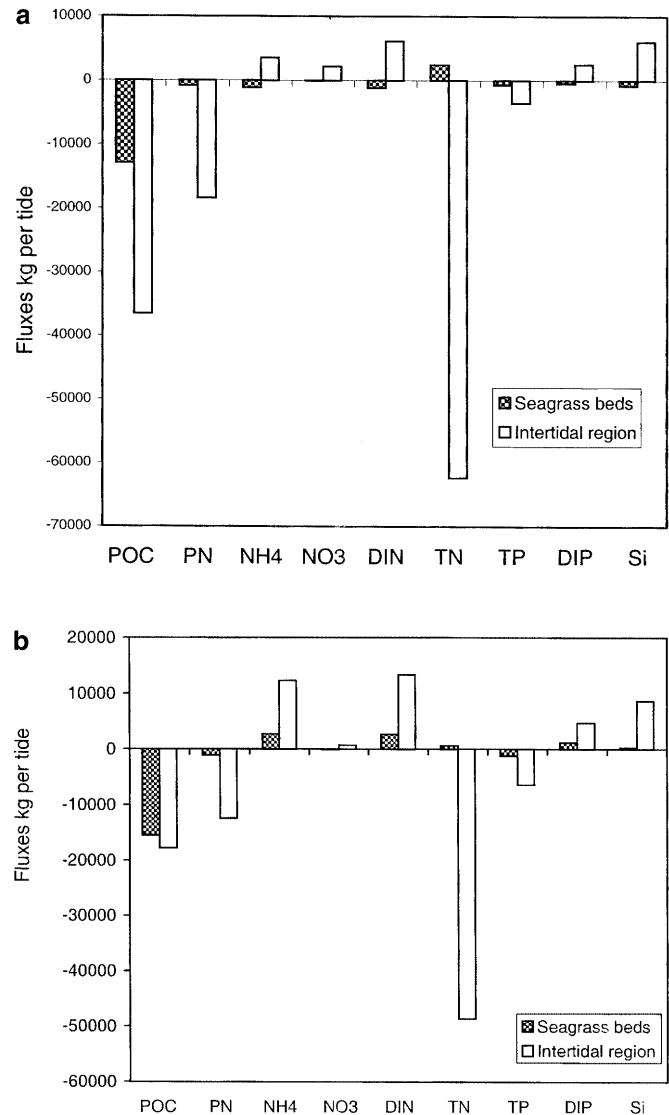 a
10000
0
-10000
-20000
-30000
-40000
-50000
-60000
-70000
Fluxes kg per tide
Seagrass beds
Intertidal region
POC PN NH4 NO3 DIN TN TP DIP Si
b
20000
10000
0
-10000
-20000
-30000
-40000
-50000
-60000
Fluxes kg per tide
Seagrass beds
Intertidal region
POC PN NH4 NO3 DIN TN TP DIP Si